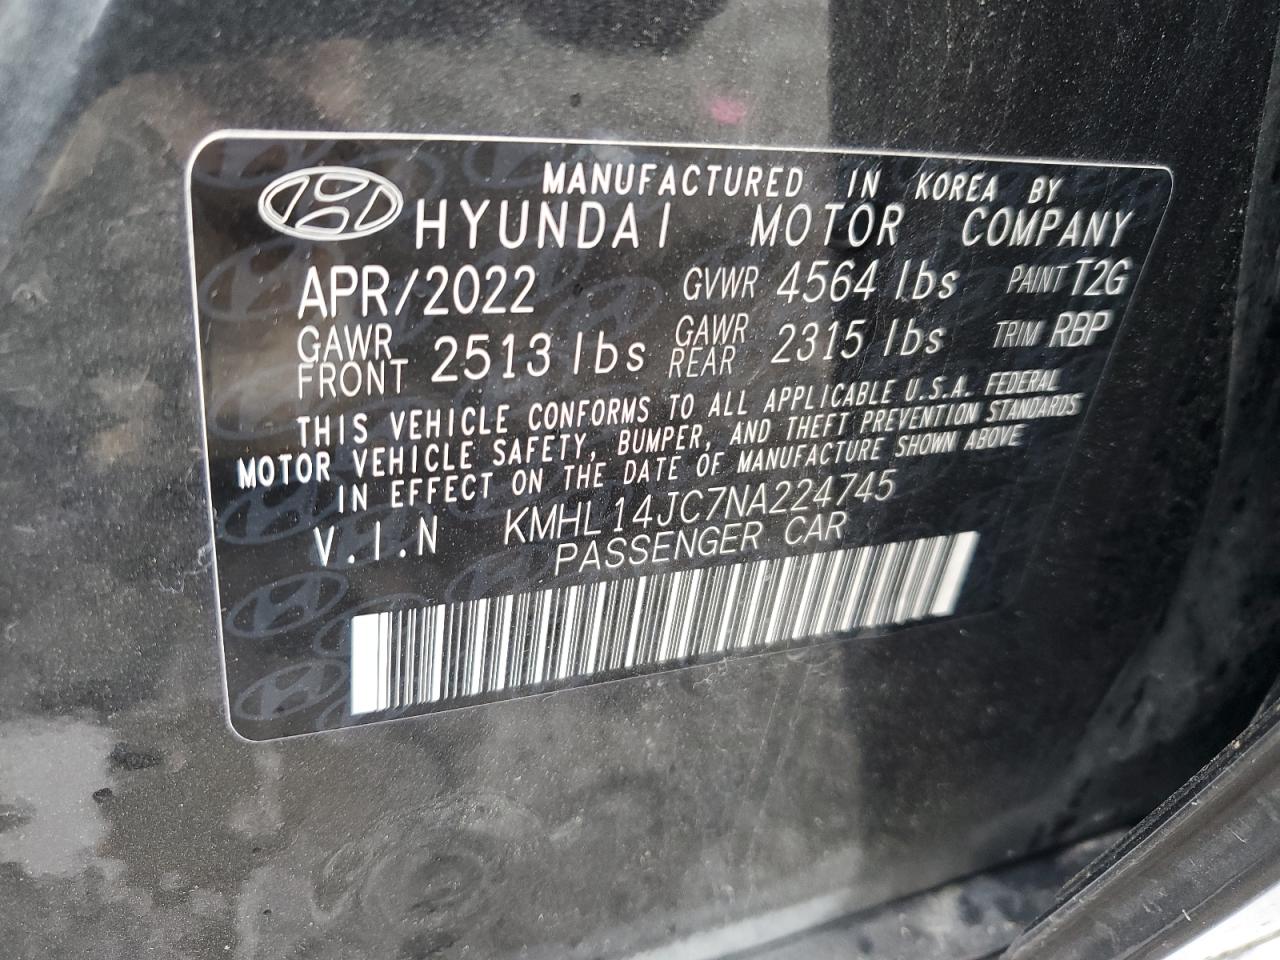 MANUFACTURED IN KOREA BY
HYUNDAI MOTOR COMPANY
APR/2022 GVWR 4564 lbs PAINT T2G
GAWR FRONT 2513 lbs GAWR REAR 2315 lbs TRIM RBP
THIS VEHICLE CONFORMS TO ALL APPLICABLE U.S.A. FEDERAL
MOTOR VEHICLE SAFETY, BUMPER, AND THEFT PREVENTION STANDARDS
IN EFFECT ON THE DATE OF MANUFACTURE SHOWN ABOVE
V.I.N KMHL14JC7NA224745
PASSENGER CAR